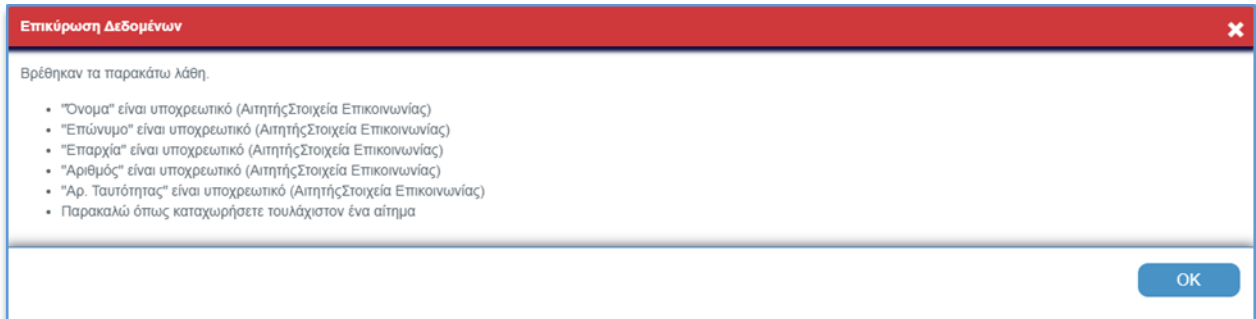 Επικύρωση Δεδομένων
Βρέθηκαν τα παρακάτω λάθη.
• "Όνομα" είναι υποχρεωτικό (ΑιτητήςΣτοιχεία Επικοινωνίας)
• "Επώνυμο" είναι υποχρεωτικό (ΑιτητήςΣτοιχεία Επικοινωνίας)
• "Επαρχία" είναι υποχρεωτικό (ΑιτητήςΣτοιχεία Επικοινωνίας)
• "Αριθμός" είναι υποχρεωτικό (ΑιτητήςΣτοιχεία Επικοινωνίας)
• "Αρ. Ταυτότητας" είναι υποχρεωτικό (ΑιτητήςΣτοιχεία Επικοινωνίας)
• Παρακαλώ όπως καταχωρήσετε τουλάχιστον ένα αίτημα
OK